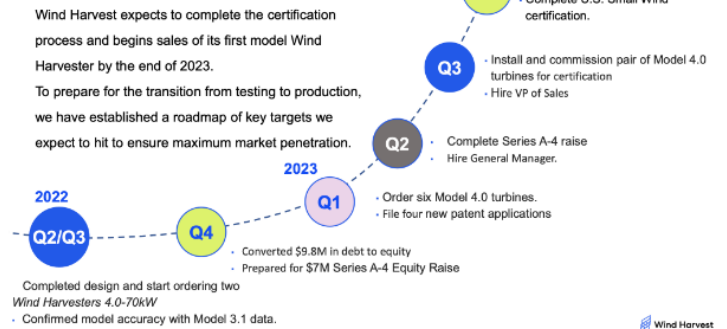 Wind Harvest expects to complete the certification
process and begins sales of its first model Wind
Harvester by the end of 2023.
To prepare for the transition from testing to production,
we have established a roadmap of key targets we
expect to hit to ensure maximum market penetration.
certification.
Q3
• Install and commission pair of Model 4.0
turbines for certification
• Hire VP of Sales
Q2
• Complete Series A-4 raise
• Hire General Manager.
2023
Q1
• Order six Model 4.0 turbines.
• File four new patent applications
2022
Q2/Q3
Q4
• Converted $9.8M in debt to equity
• Prepared for $7M Series A-4 Equity Raise
Completed design and start ordering two
Wind Harvesters 4.0-70kW
• Confirmed model accuracy with Model 3.1 data.
Wind Harvest